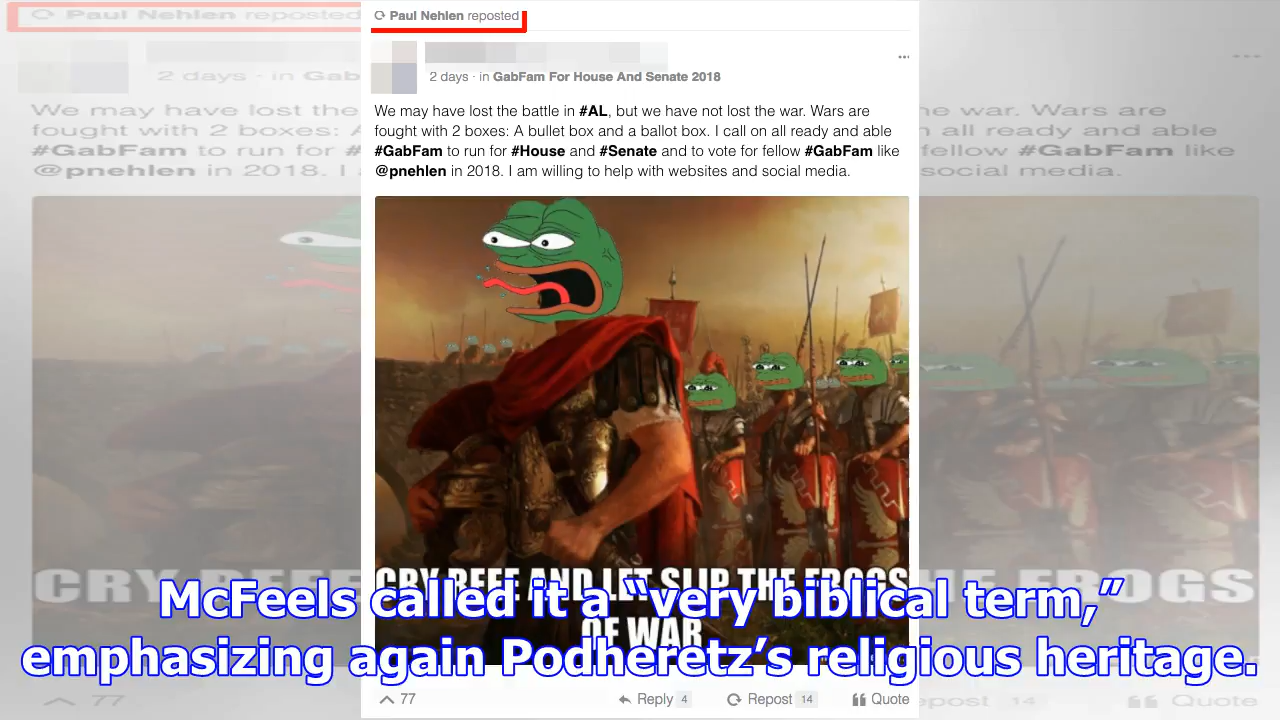 Paul Nehlen reposted
2 days · in GabFam For House And Senate 2018
We may have lost the battle in #AL, but we have not lost the war. Wars are
fought with 2 boxes: A bullet box and a ballot box. I call on all ready and able
#GabFam to run for #House and #Senate and to vote for fellow #GabFam like
@pnehlen in 2018. I am willing to help with websites and social media.
CRY REEE AND LET SLIP THE FROGS
OF WAR
McFeels called it a “very biblical term,”
emphasizing again Podheretz’s religious heritage.
77 Reply 4 Repost 14 Quote